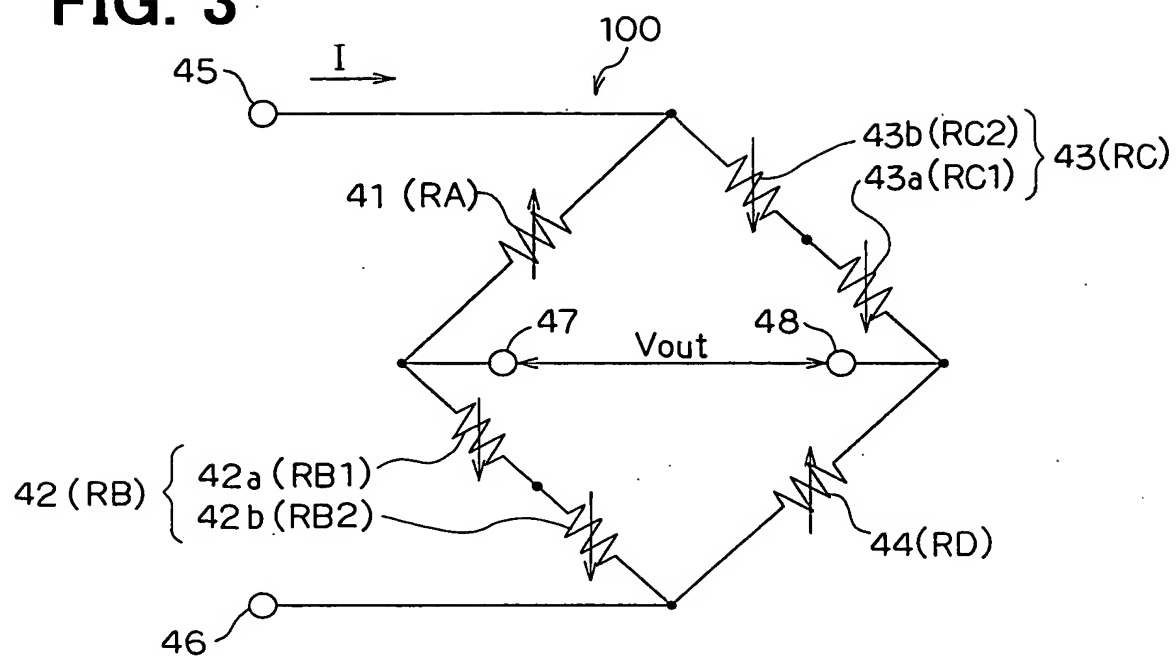 FIG. 3
100
I
45
43b(RC2)
43a(RC1)
43(RC)
41 (RA)
47
48
Vout
42(RB)
42a(RB1)
42b(RB2)
44(RD)
46